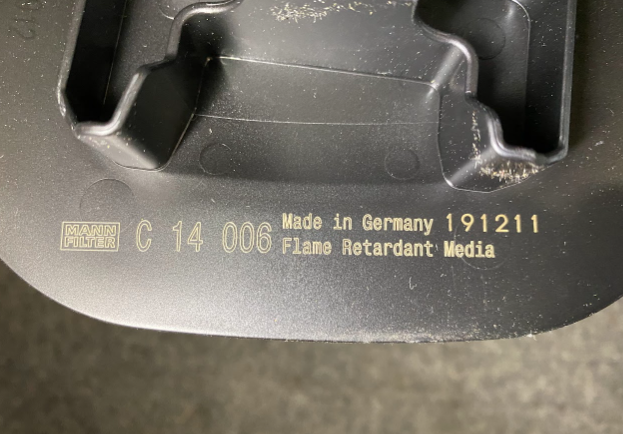 MANN
FILTER
C 14 006
Made in Germany 191211
Flame Retardant Media